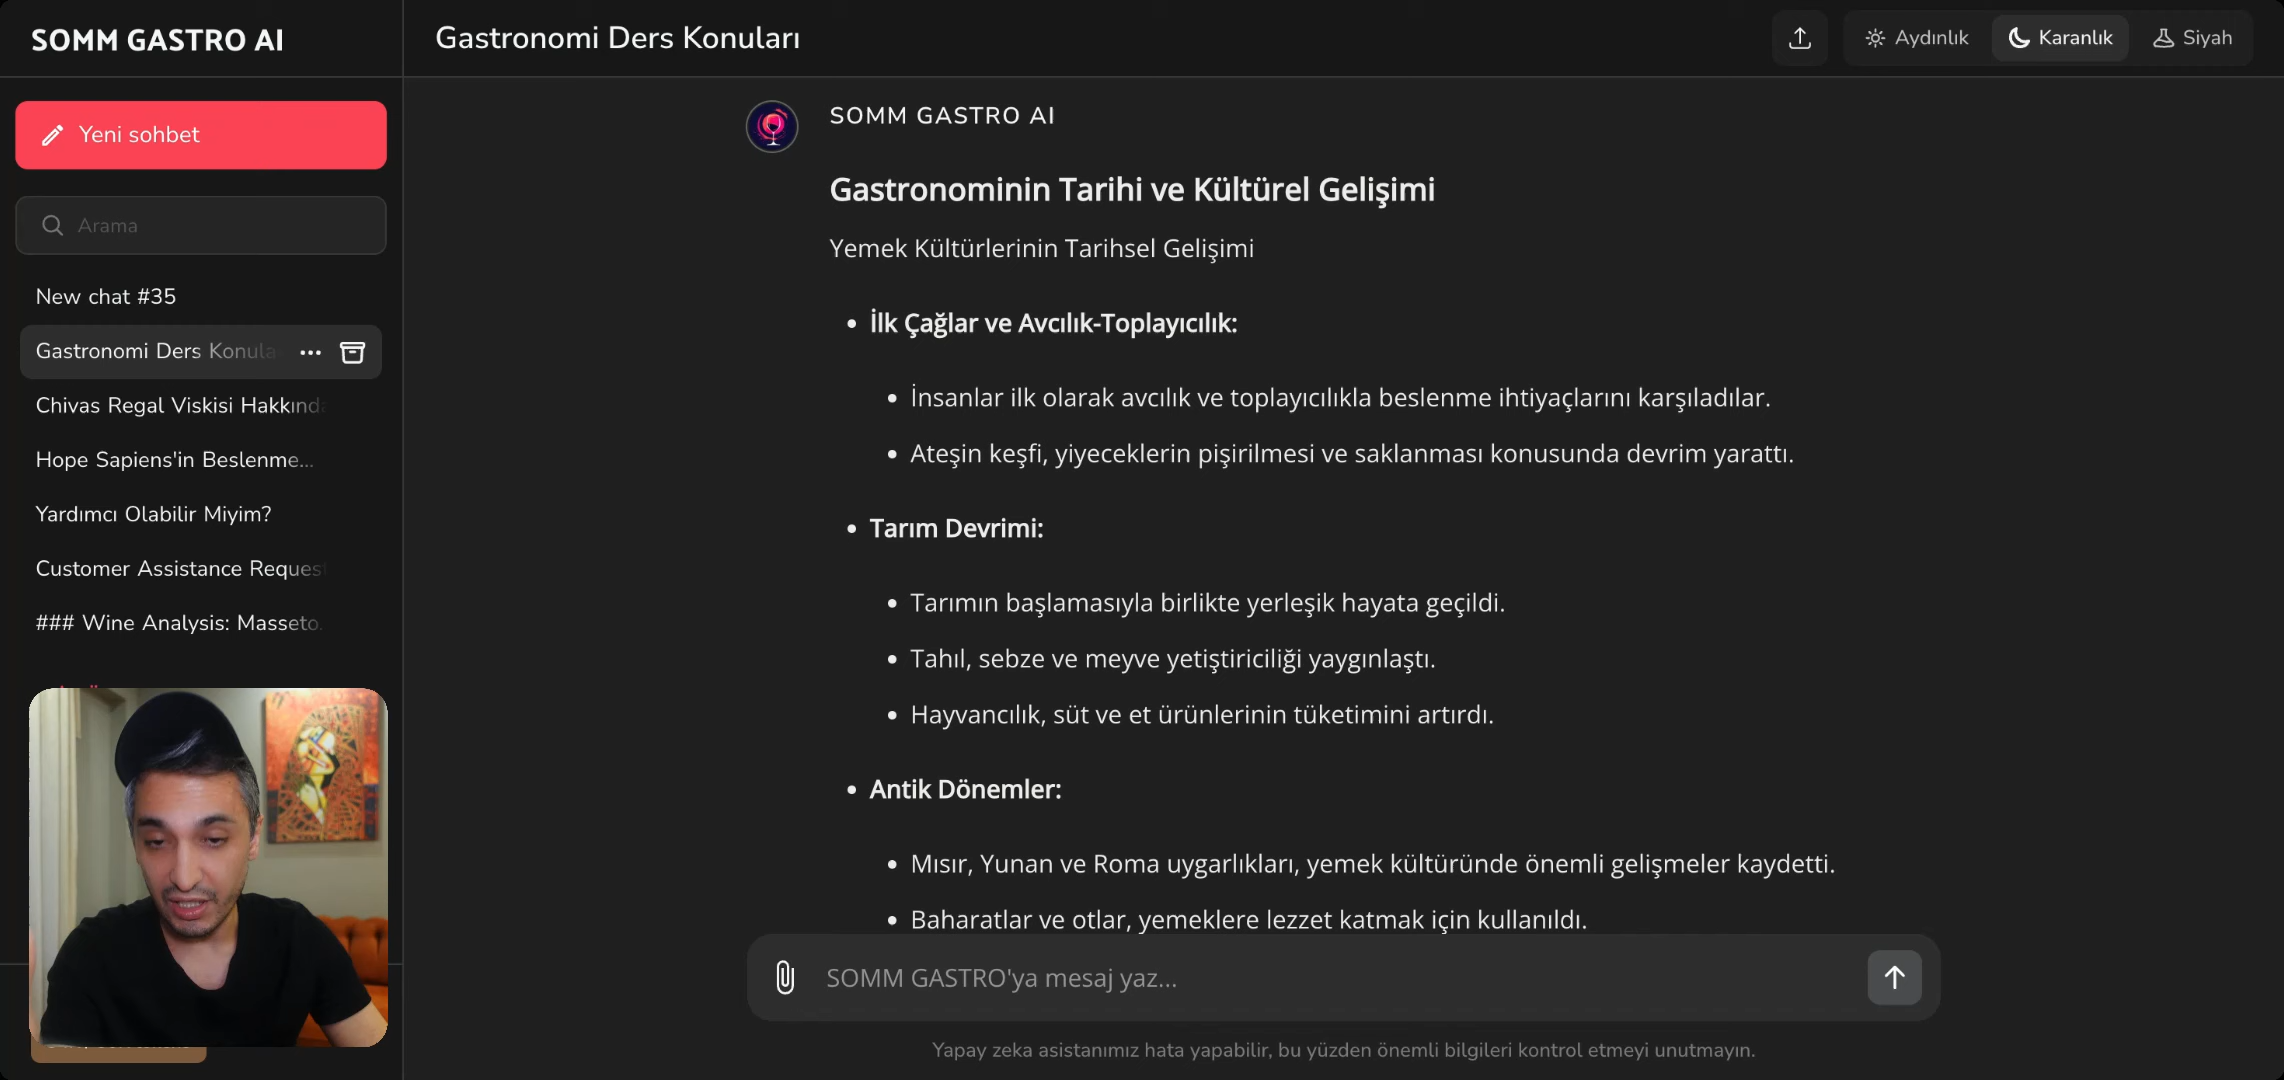 SOMM GASTRO AI
Gastronomi Ders Konuları
Aydınlık
Karanlık
Siyah
Yeni sohbet
Arama
New chat #35
Gastronomi Ders Konula
Chivas Regal Viskisi Hakkında
Hope Sapiens'in Beslenme...
Yardımcı Olabilir Miyim?
Customer Assistance Request
### Wine Analysis: Masseto.
SOMM GASTRO AI
Gastronominin Tarihi ve Kültürel Gelişimi
Yemek Kültürlerinin Tarihsel Gelişimi
• İlk Çağlar ve Avcılık-Toplayıcılık:
• İnsanlar ilk olarak avcılık ve toplayıcılıkla beslenme ihtiyaçlarını karşıladılar.
• Ateşin keşfi, yiyeceklerin pişirilmesi ve saklanması konusunda devrim yarattı.
• Tarım Devrimi:
• Tarımın başlamasıyla birlikte yerleşik hayata geçildi.
• Tahıl, sebze ve meyve yetiştiriciliği yaygınlaştı.
• Hayvancılık, süt ve et ürünlerinin tüketimini artırdı.
• Antik Dönemler:
• Mısır, Yunan ve Roma uygarlıkları, yemek kültüründe önemli gelişmeler kaydetti.
• Baharatlar ve otlar, yemeklere lezzet katmak için kullanıldı.
SOMM GASTRO'ya mesaj yaz...
Yapay zeka asistanımız hata yapabilir, bu yüzden önemli bilgileri kontrol etmeyi unutmayın.